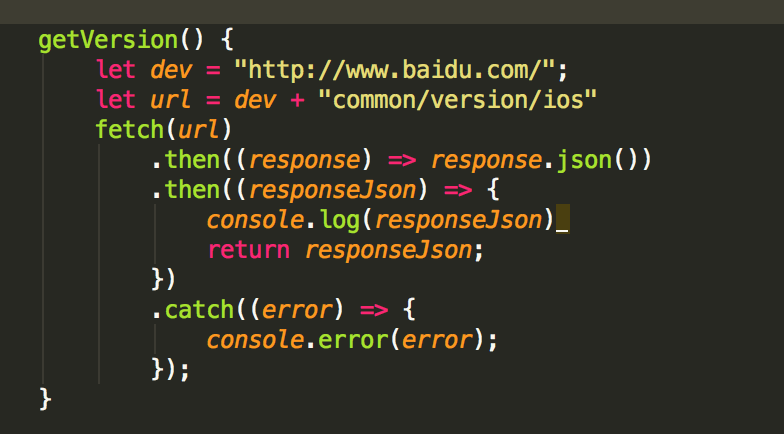 getVersion() {
    let dev = "http://www.baidu.com/";
    let url = dev + "common/version/ios"
    fetch(url)
        .then((response) => response.json())
        .then((responseJson) => {
            console.log(responseJson)_
            return responseJson;
        })
        .catch((error) => {
            console.error(error);
        });
}